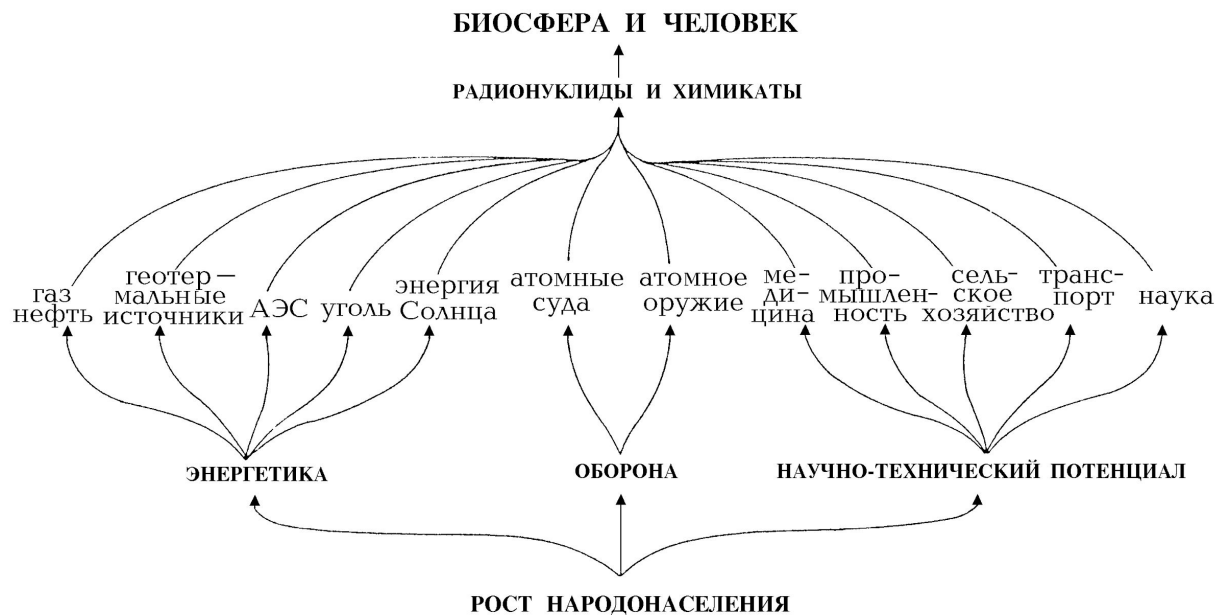 БИОСФЕРА И ЧЕЛОВЕК
РАДИОНУКЛИДЫ И ХИМИКАТЫ
газ
нефть
геотер –
мальные
источники
АЭС
уголь
энергия
Солнца
атомные
суда
атомное
оружие
ме-
ди-
цина
про-
мышлен-
ность
сель-
ское
хозяйство
транс-
порт
наука
ЭНЕРГЕТИКА
ОБОРОНА
НАУЧНО-ТЕХНИЧЕСКИЙ ПОТЕНЦИАЛ
РОСТ НАРОДОНАСЕЛЕНИЯ